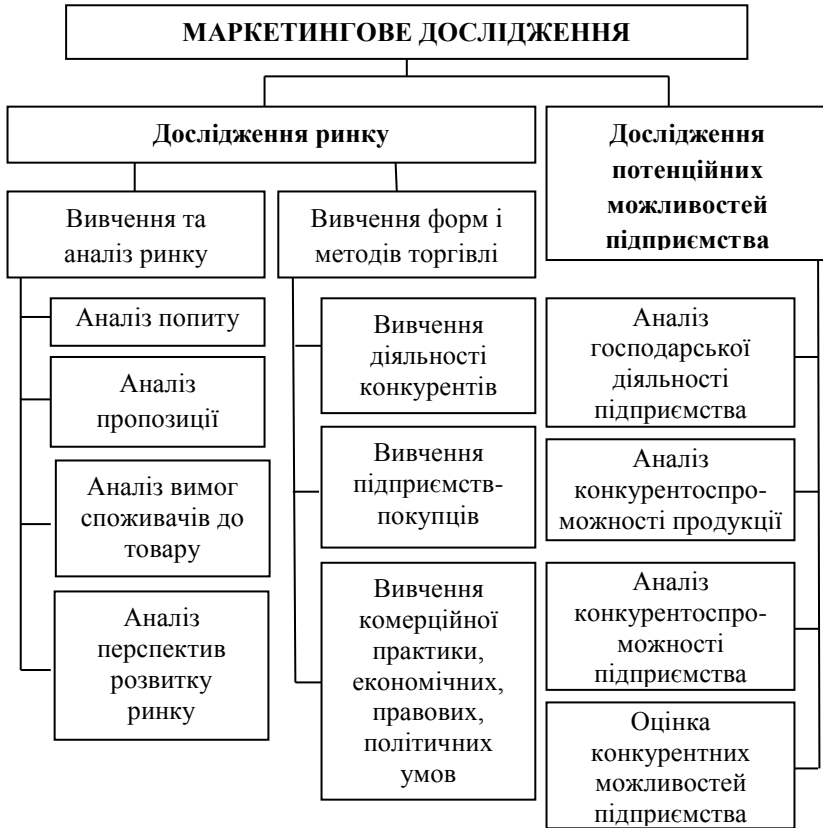 МАРКЕТИНГОВЕ ДОСЛІДЖЕННЯ
Дослідження ринку
Дослідження
потенційних
можливостей
підприємства
Вивчення та
аналіз ринку
Вивчення форм і
методів торгівлі
Аналіз попиту
Аналіз
пропозиції
Аналіз вимог
споживачів до
товару
Аналіз
перспектив
розвитку
ринку
Вивчення
діяльності
конкурентів
Вивчення
підприємств-
покупців
Вивчення
комерційної
практики,
економічних,
правових,
політичних
умов
Аналіз
господарської
діяльності
підприємства
Аналіз
конкурентоспро-
можності продукції
Аналіз
конкурентоспро-
можності
підприємства
Оцінка
конкурентних
можливостей
підприємства